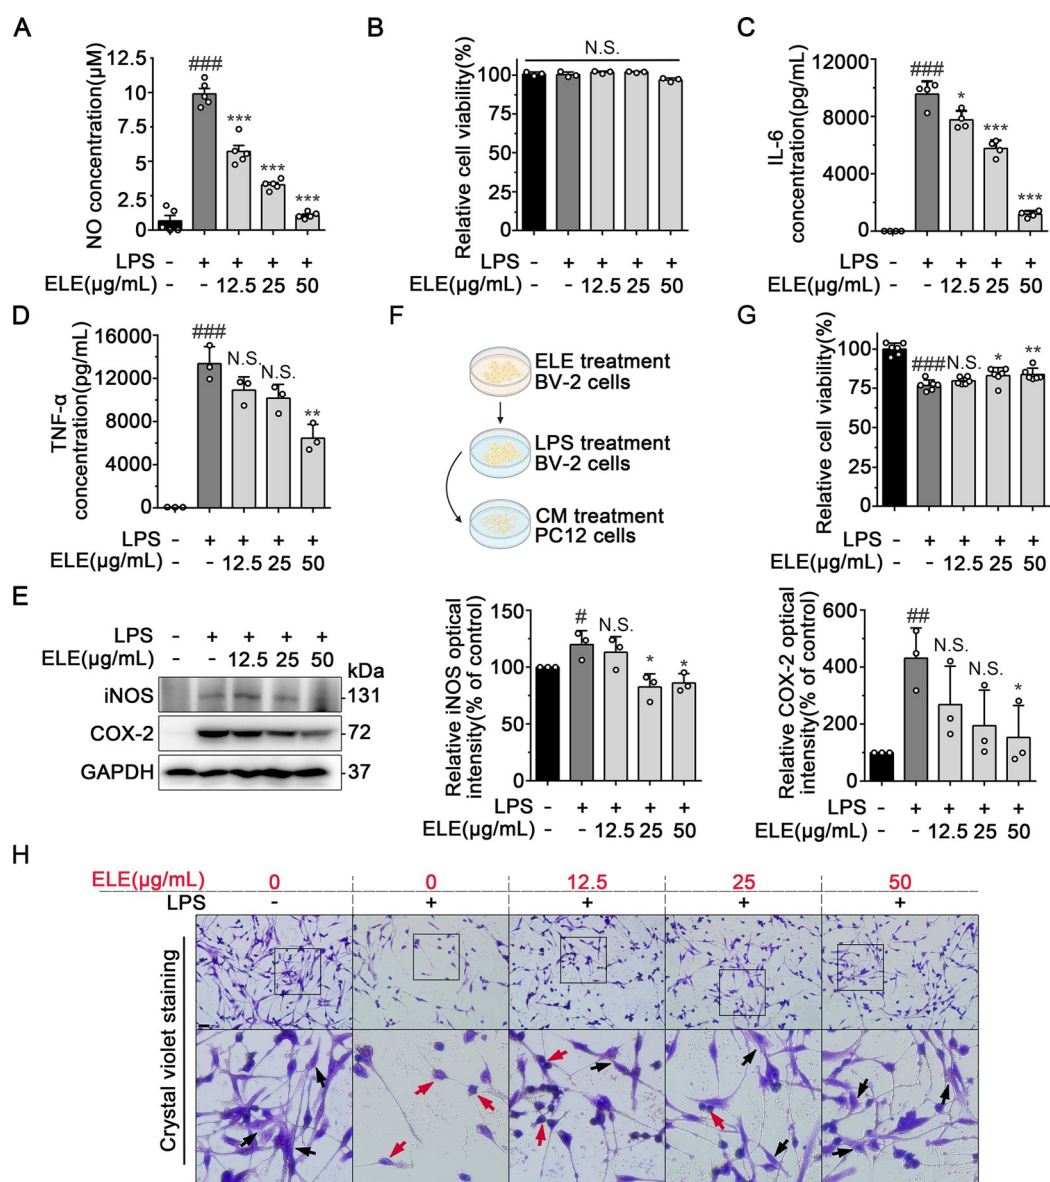 A
NO concentration(μM)
12.5
10
7.5
5
2.5
0
###
***
***
***
LPS - + + + +
ELE(μg/mL) - - 12.5 25 50
B
Relative cell viability(%)
100
75
50
25
0
N.S.
LPS - + + + +
ELE - - 12.5 25 50
(μg/mL)
C
IL-6
concentration(pg/mL)
12000
8000
4000
0
###
*
***
***
LPS - + + + +
ELE(μg/mL) - - 12.5 25 50
D
TNF-α
concentration(pg/mL)
16000
12000
8000
4000
0
###
N.S.
N.S.
**
LPS - + + + +
ELE(μg/mL) - - 12.5 25 50
F
ELE treatment
BV-2 cells
LPS treatment
BV-2 cells
CM treatment
PC12 cells
G
Relative cell viability(%)
100
75
50
25
0
###
N.S.
*
**
LPS - + + + +
ELE(μg/mL) - - 12.5 25 50
E
LPS - + + + +
ELE(μg/mL) - - 12.5 25 50
kDa
iNOS -131
COX-2 -72
GAPDH -37
Relative iNOS optical
intensity(% of control)
150
100
50
0
#
N.S.
*
*
LPS - + + + +
ELE(μg/mL) - - 12.5 25 50
Relative COX-2 optical
intensity(% of control)
600
400
200
0
##
N.S.
N.S.
*
LPS - + + + +
ELE(μg/mL) - - 12.5 25 50
H
ELE(μg/mL) 0 0 12.5 25 50
LPS - + + + +
Crystal violet staining